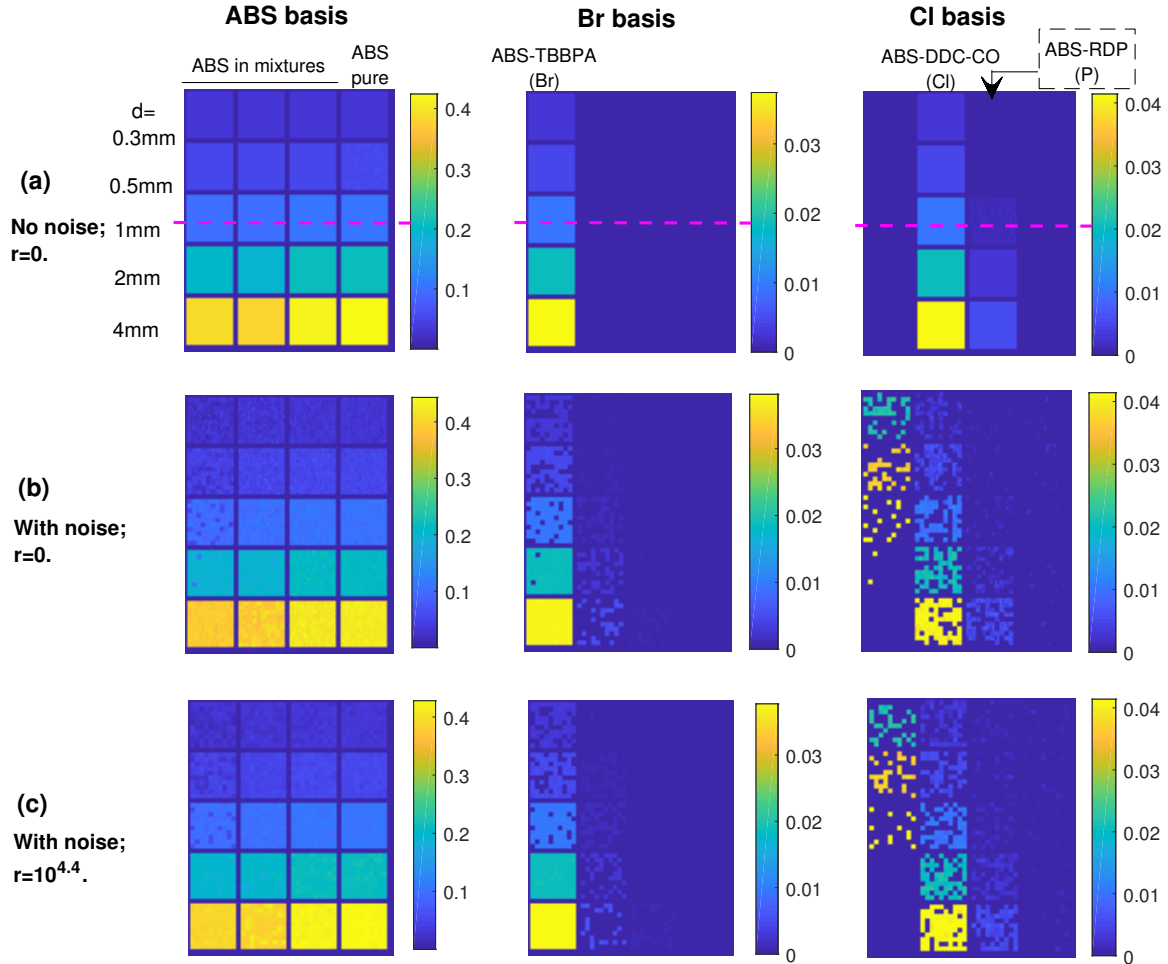 ABS basis
Br basis
Cl basis
ABS in mixtures
ABS
pure
ABS-TBBPA
(Br)
ABS-DDC-CO
(Cl)
ABS-RDP
(P)
(a)
No noise;
r=0.
d=
0.3mm
0.5mm
1mm
2mm
4mm
0.4
0.3
0.2
0.1
0.03
0.02
0.01
0
0.04
0.03
0.02
0.01
0
(b)
With noise;
r=0.
0.4
0.3
0.2
0.1
0.03
0.02
0.01
0
0.04
0.03
0.02
0.01
0
(c)
With noise;
r=10^4.4.
0.4
0.3
0.2
0.1
0.03
0.02
0.01
0
0.04
0.03
0.02
0.01
0